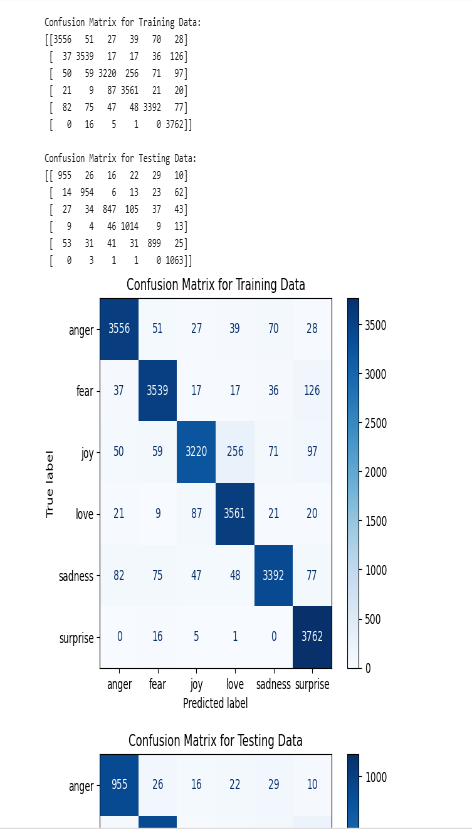 Confusion Matrix for Training Data:
[[3556 51 27 39 70 28]
[ 37 3539 17 17 36 126]
[ 50 59 3220 256 71 97]
[ 21 9 87 3561 21 20]
[ 82 75 47 48 3392 77]
[ 0 16 5 1 0 3762]]
Confusion Matrix for Testing Data:
[[ 955 26 16 22 29 10]
[ 14 954 6 13 23 62]
[ 27 34 847 105 37 43]
[ 9 4 46 1014 9 13]
[ 53 31 41 31 899 25]
[ 0 3 1 1 0 1063]]
Confusion Matrix for Training Data
anger 3556 51 27 39 70 28
3500
fear 37 3539 17 17 36 126
3000
2500
joy 50 59 3220 256 71 97
True label
2000
love 21 9 87 3561 21 20
1500
sadness 82 75 47 48 3392 77
1000
500
surprise 0 16 5 1 0 3762
0
anger fear joy love sadness surprise
Predicted label
Confusion Matrix for Testing Data
anger 955 26 16 22 29 10
1000